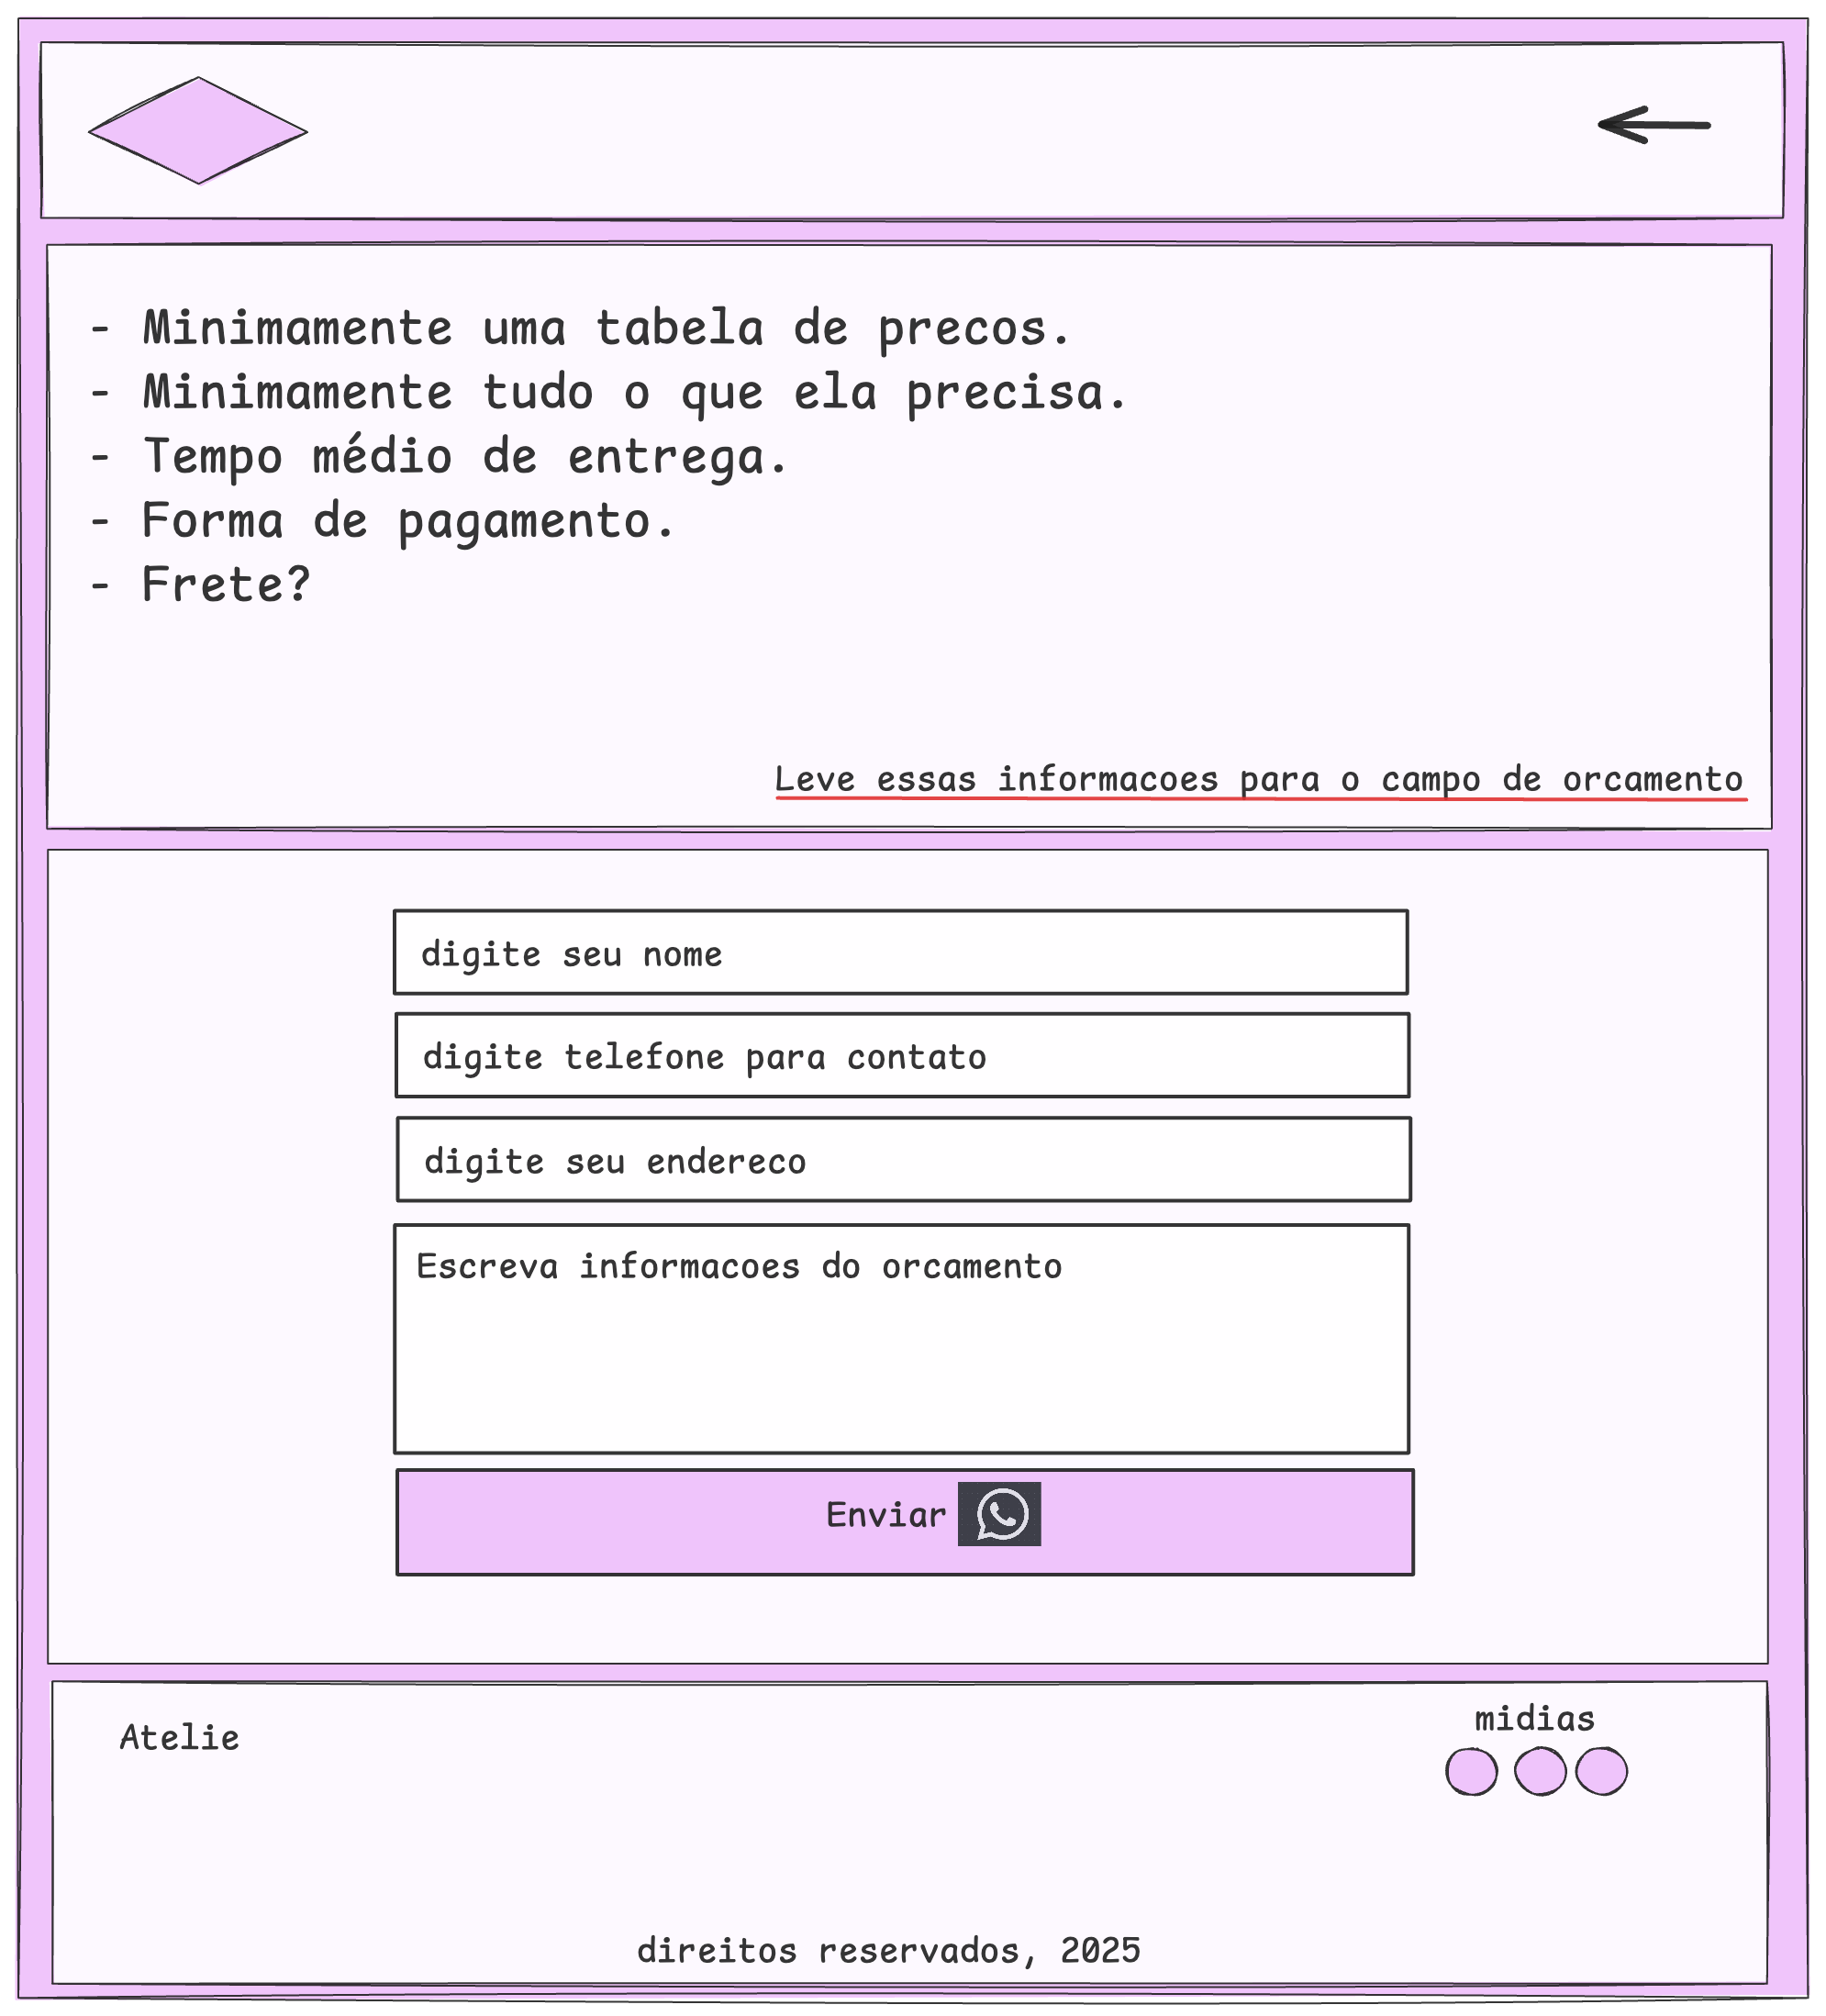 - Minimamente uma tabela de precos.
- Minimamente tudo o que ela precisa.
- Tempo médio de entrega.
- Forma de pagamento.
- Frete?
Leve essas informacoes para o campo de orcamento
digite seu nome
digite telefone para contato
digite seu endereco
Escreva informacoes do orcamento
Enviar
Atelie
midias
direitos reservados, 2025